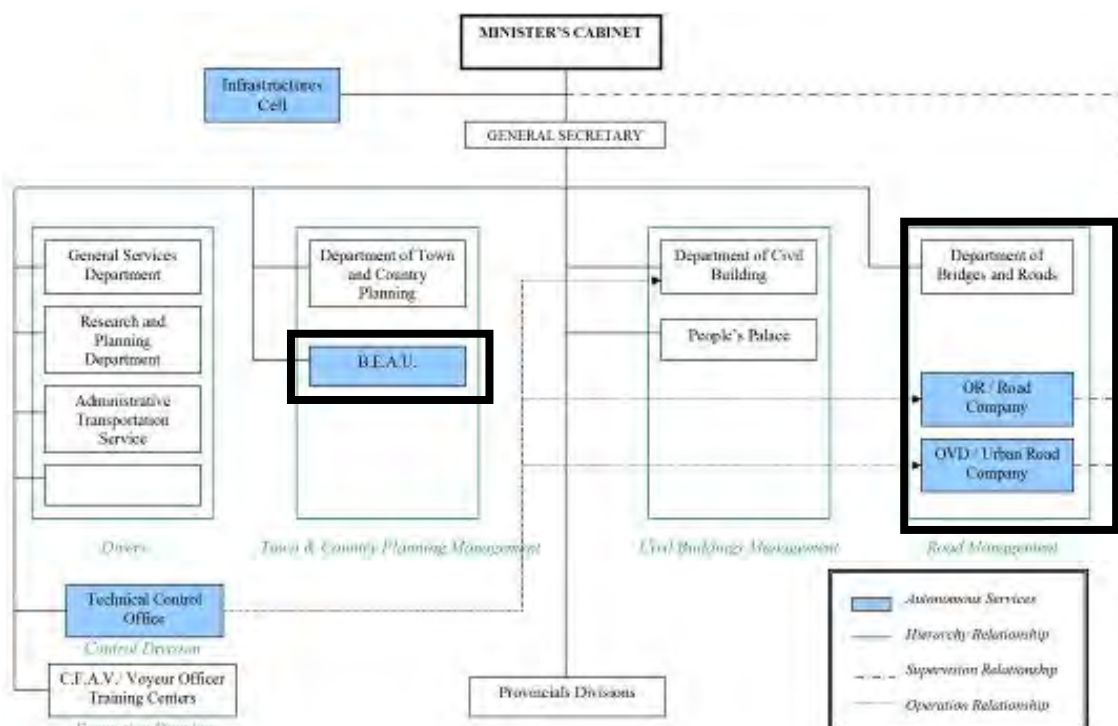 MINISTER'S CABINET
Infrastructures
Cell
GENERAL SECRETARY
General Services
Department
Research and
Planning
Department
Administrative
Transportation
Service
Divers
Department of Town
and Country
Planning
B.E.A.U.
Town & Country Planning Management
Department of Civil
Building
People's Palace
Civil Buildings Management
Department of
Bridges and Roads
OR / Road
Company
OVD / Urban Road
Company
Road Management
Technical Control
Office
Control Division
C.F.A.V./ Voyeur Officer
Training Centers
Provincials Divisions
Autonomous Services
Hierarchy Relationship
Supervision Relationship
Operation Relationship